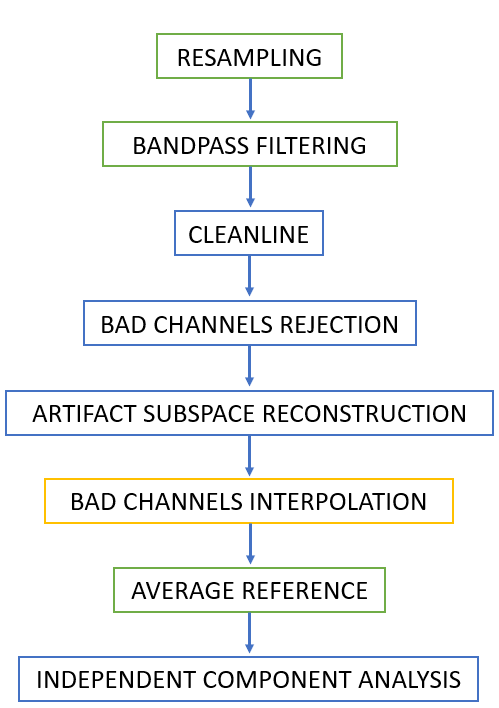 RESAMPLING
BANDPASS FILTERING
CLEANLINE
BAD CHANNELS REJECTION
ARTIFACT SUBSPACE RECONSTRUCTION
BAD CHANNELS INTERPOLATION
AVERAGE REFERENCE
INDEPENDENT COMPONENT ANALYSIS